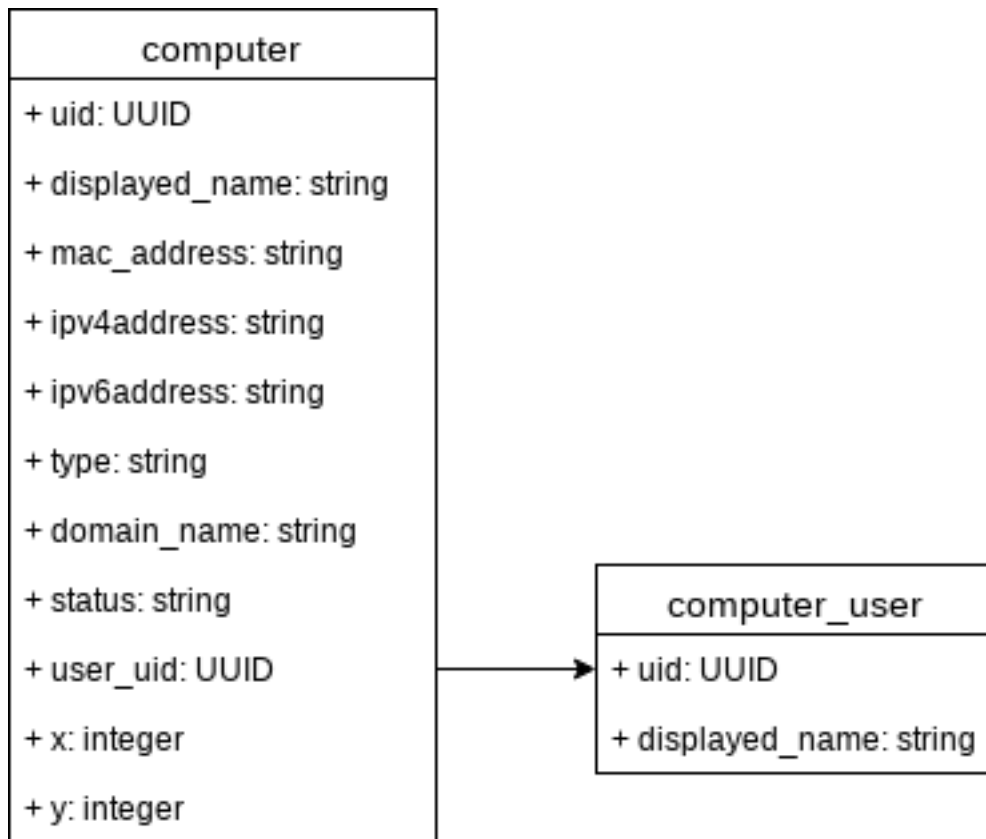 computer
+ uid: UUID
+ displayed_name: string
+ mac_address: string
+ ipv4address: string
+ ipv6address: string
+ type: string
+ domain_name: string
+ status: string
+ user_uid: UUID
+ x: integer
+ y: integer
computer_user
+ uid: UUID
+ displayed_name: string